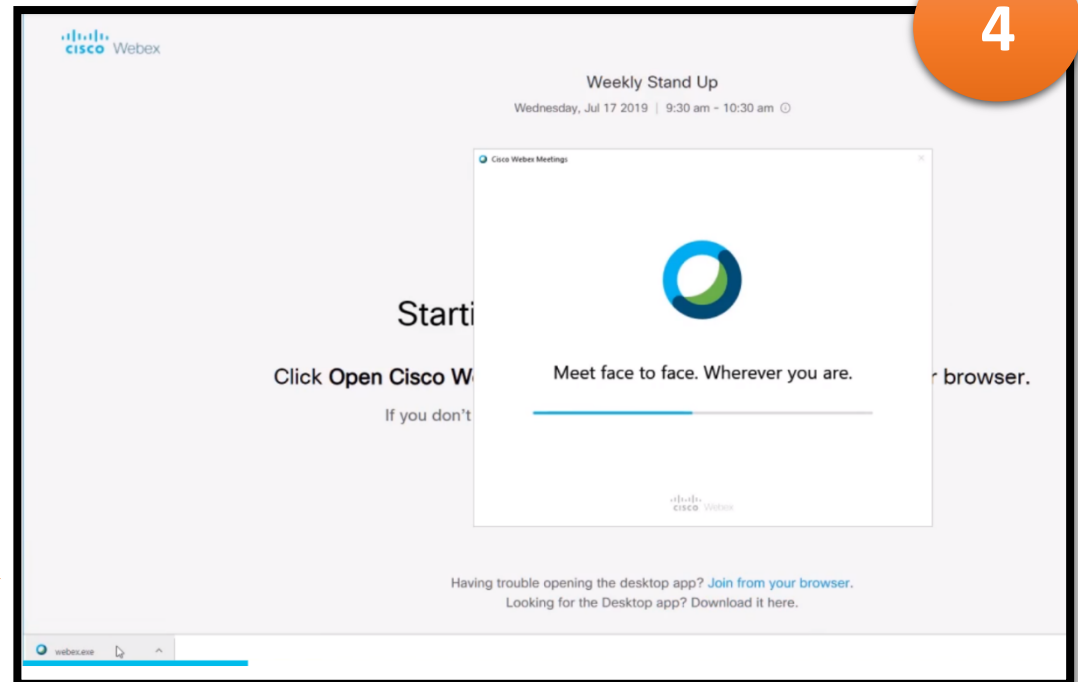 4
CISCO Webex
Weekly Stand Up
Wednesday, Jul 17 2019 | 9:30 am - 10:30 am
Cisco Webex Meetings
Starti
Meet face to face. Wherever you are.
Click Open Cisco W r browser.
If you don't
CISCO Webex
Having trouble opening the desktop app? Join from your browser.
Looking for the Desktop app? Download it here.
webex.exe